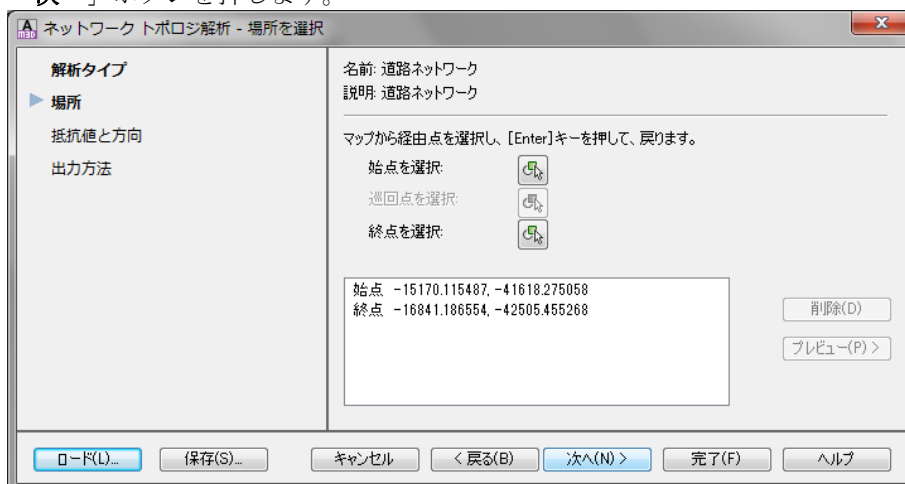 ネットワーク トポロジ解析 - 場所を選択
解析タイプ
場所
抵抗値と方向
出力方法
名前: 道路ネットワーク
説明: 道路ネットワーク
マップから経由点を選択し、[Enter]キーを押して、戻ります。
始点を選択:
巡回点を選択:
終点を選択:
始点 -15170.115487, -41618.275058
終点 -16841.186554, -42505.455268
削除(D)
プレビュー(P) >
ロード(L)... 保存(S)... キャンセル < 戻る(B) 次へ(N) > 完了(F) ヘルプ